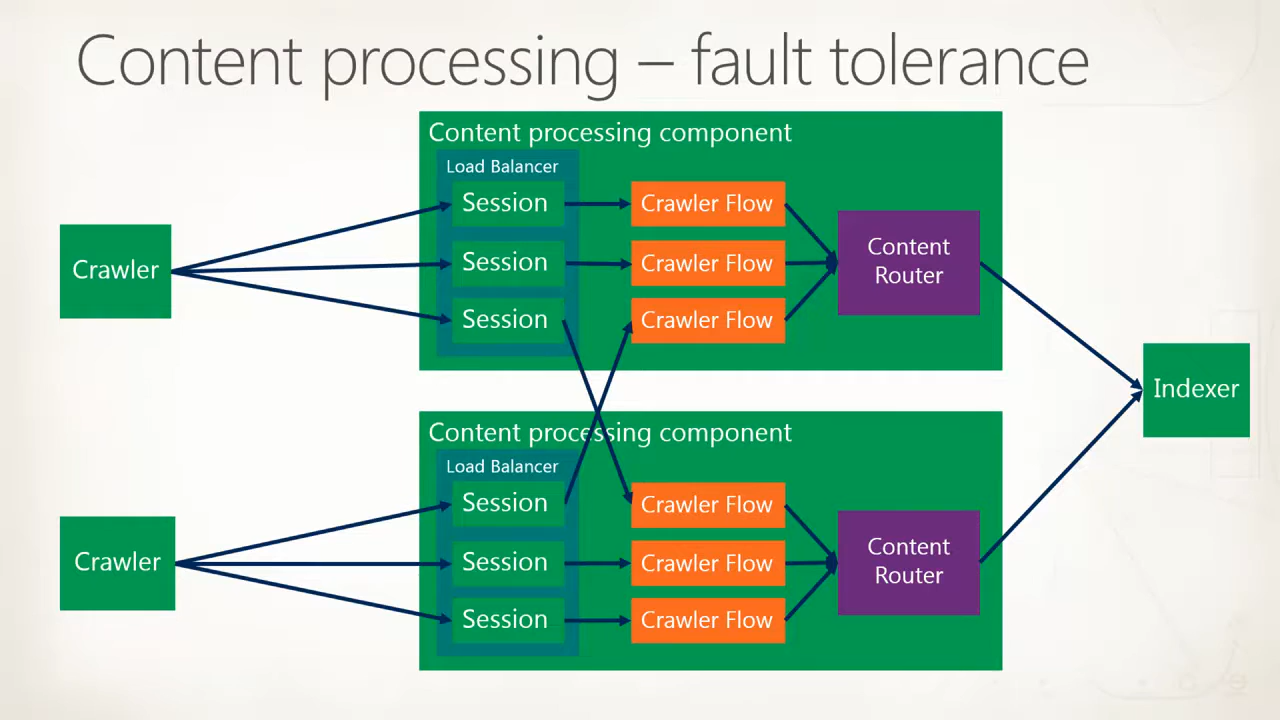 Content processing – fault tolerance
Content processing component
Load Balancer
Session
Crawler Flow
Session
Crawler Flow
Session
Crawler Flow
Content
Router
Crawler
Indexer
Content processing component
Load Balancer
Session
Crawler Flow
Session
Crawler Flow
Session
Crawler Flow
Content
Router
Crawler